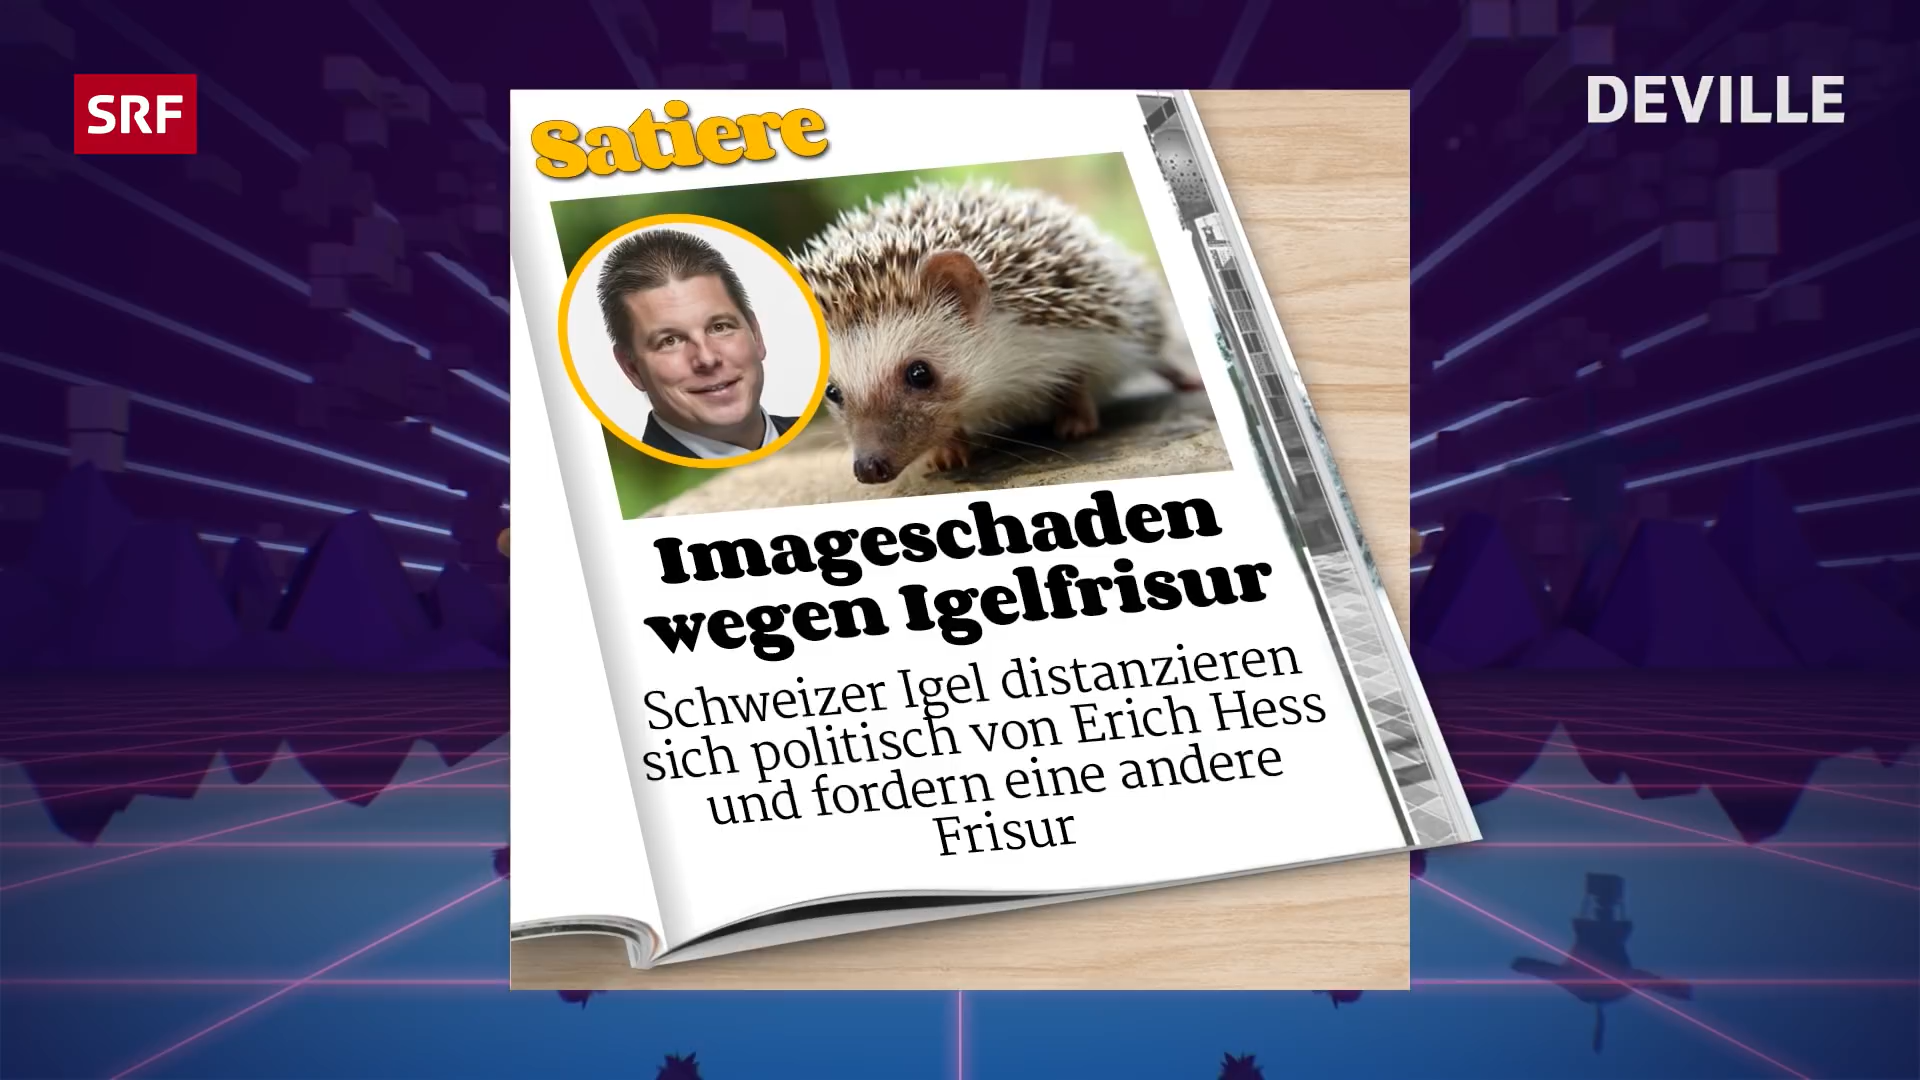 SRF
DEVILLE
Satiere
Imageschaden
wegen Igelfrisur
Schweizer Igel distanzieren
sich politisch von Erich Hess
und fordern eine andere
Frisur